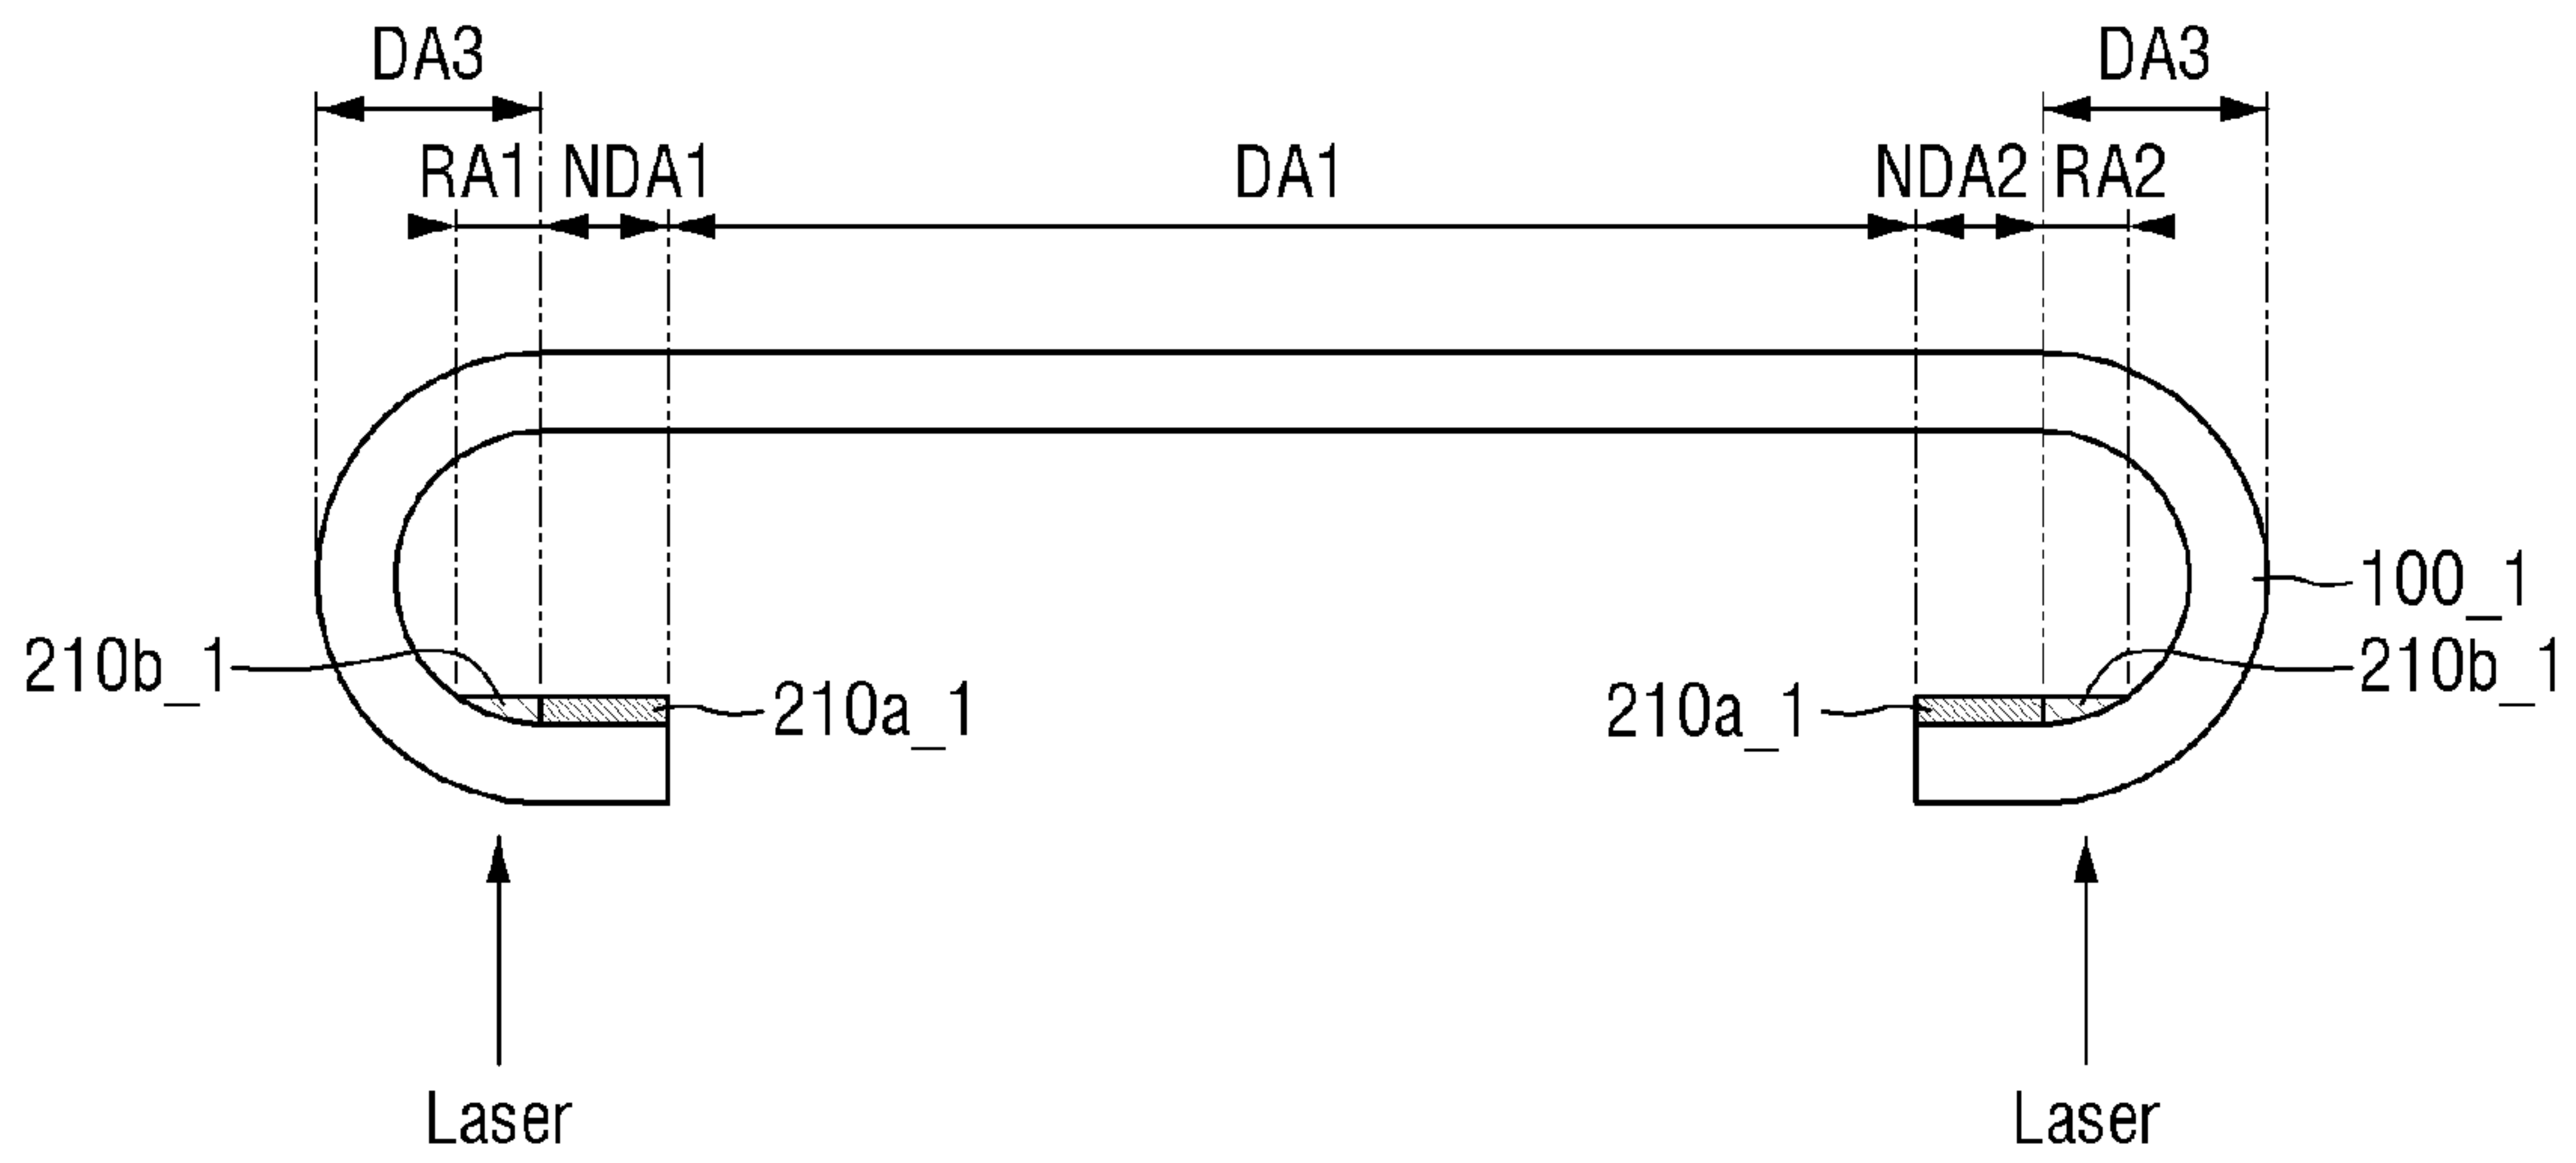 DA3 DA3
RA1 NDA1 DA1 NDA2 RA2
100_1
210b_1 210b_1
210a_1 210a_1
Laser Laser